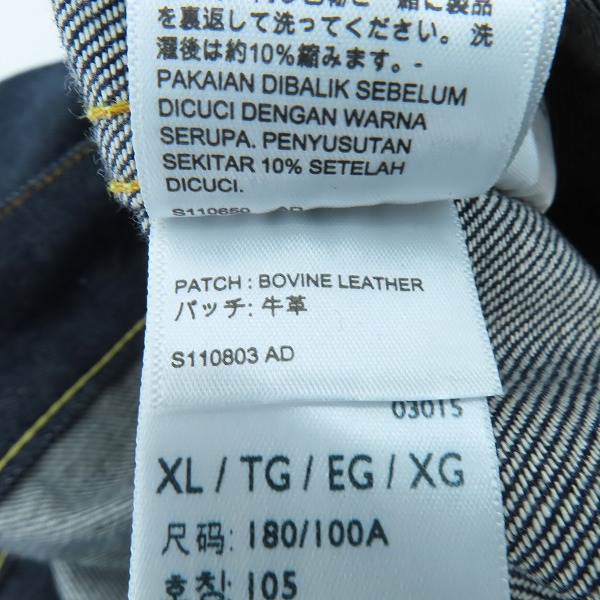 を裏返して洗ってください。洗
濯後は約10%縮みます。-
PAKAIAN DIBALIK SEBELUM
DICUCI DENGAN WARNA
SERUPA. PENYUSUTAN
SEKITAR 10% SETELAH
DICUCI.
S110659 AD
PATCH : BOVINE LEATHER
パッチ: 牛革
S110803 AD
03015
XL / TG / EG / XG
尺码: 180/100A
호칭: 105